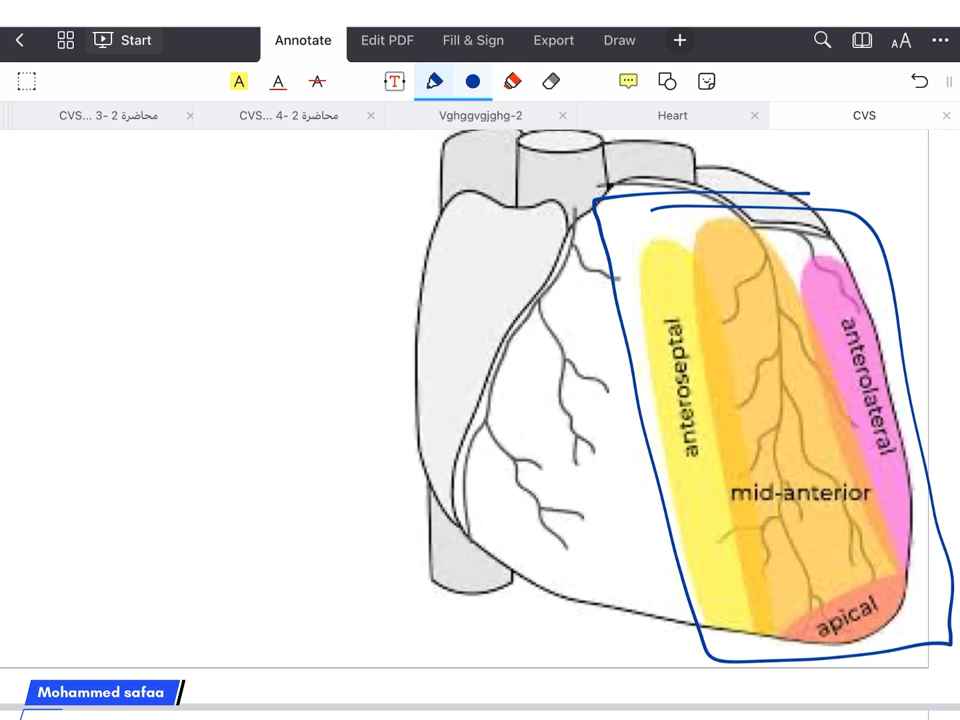 Start
Annotate
Edit PDF
Fill & Sign
Export
Draw
A
A
A
T
AA
CVS... 3- 2 محاضرة
CVS... 4- 2 محاضرة
Vghggvgjghg-2
Heart
CVS
anteroseptal
anterolateral
mid-anterior
apical
Mohammed safaa